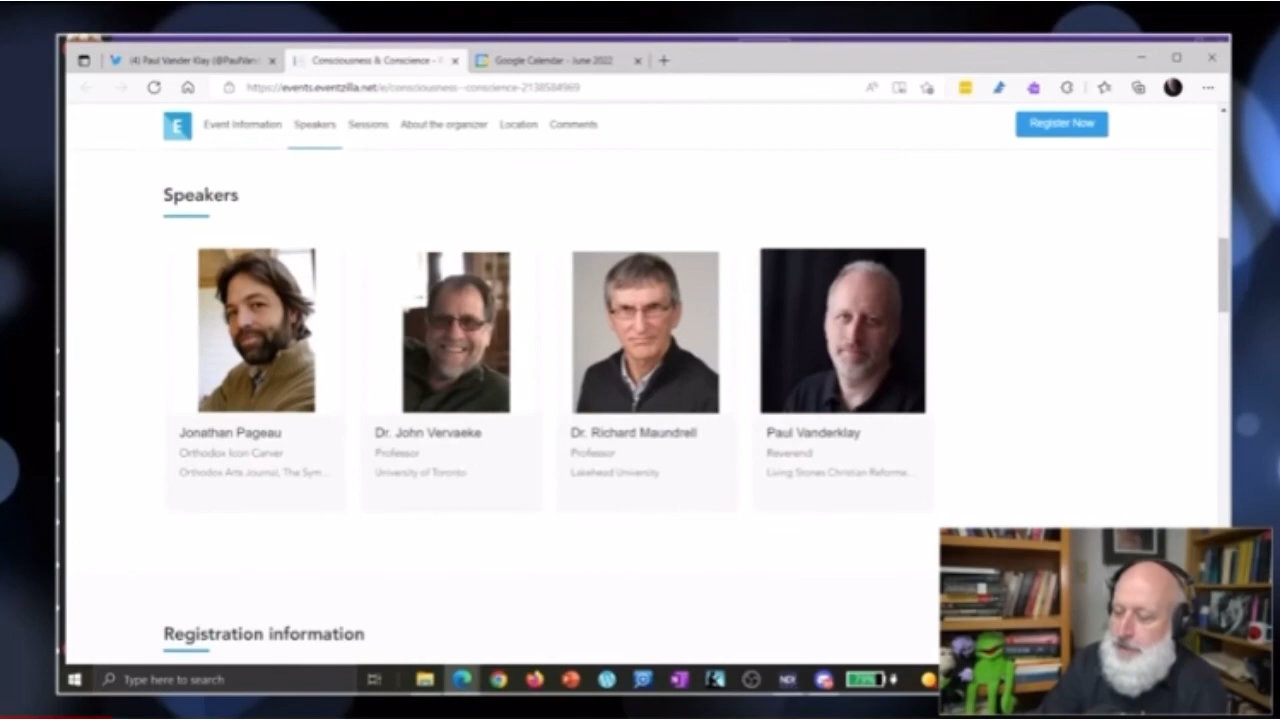 (4) Paul Vander Klay (@PaulVan
Consciousness & Conscience -
Google Calendar - June 2022
https://events.eventzilla.net/e/consciousness--conscience-2138584969
E
Event Information Speakers Sessions About the organizer Location Comments
Register Now
Speakers
Jonathan Pageau
Orthodox Icon Carver
Orthodox Arts Journal, The Sym...
Dr. John Vervaeke
Professor
University of Toronto
Dr. Richard Maundrell
Professor
Lakehead University
Paul Vanderklay
Reverend
Living Stones Christian Reforme...
Registration information
Type here to search
NDI